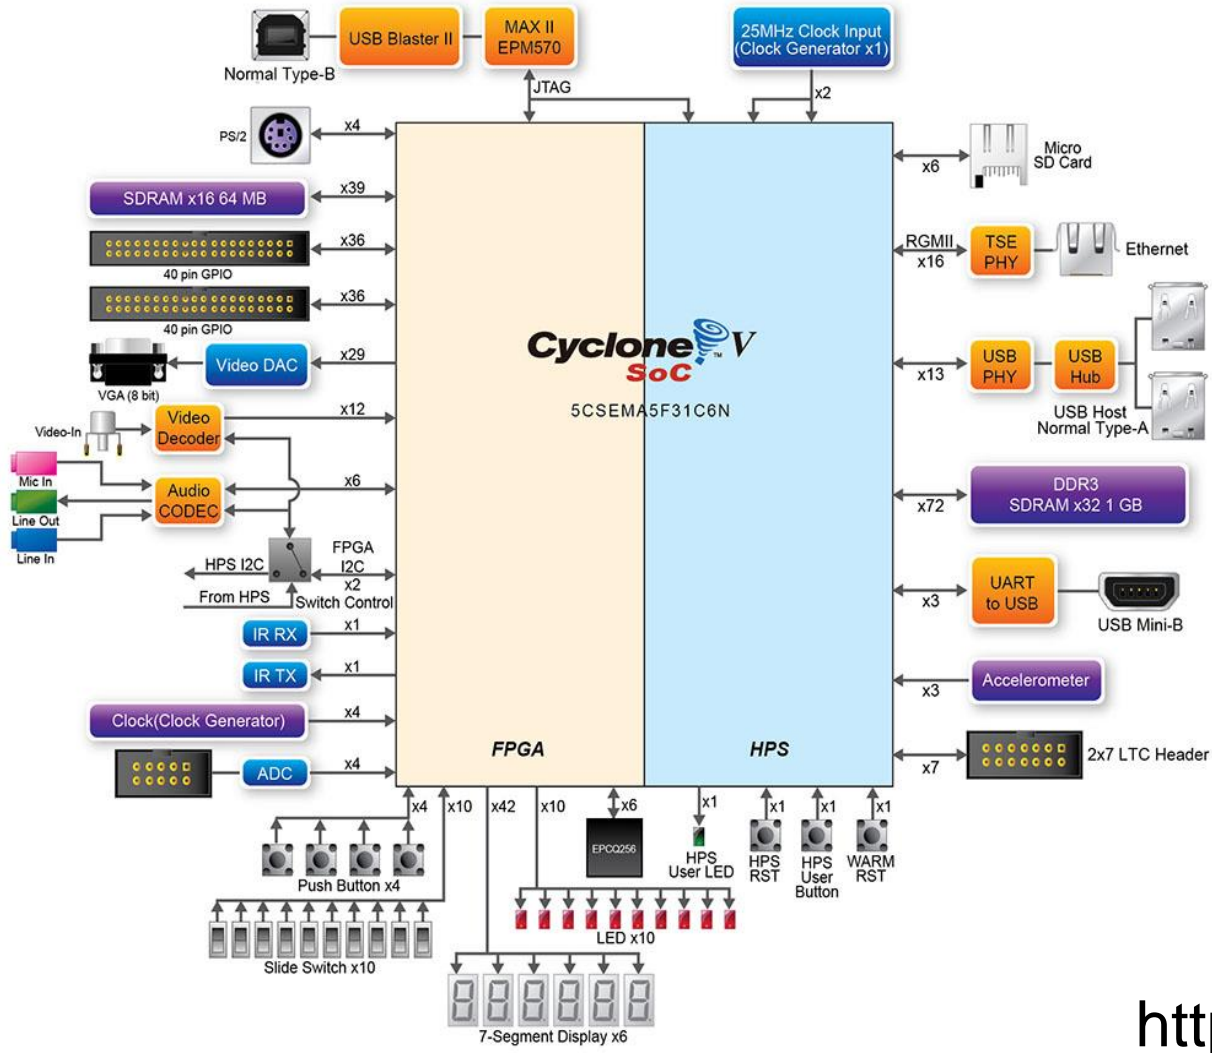 USB Blaster II
MAX II
EPM570
25MHz Clock Input
(Clock Generator x1)
Normal Type-B
JTAG
x2
PS/2
x4
Micro
SD Card
x6
SDRAM x16 64 MB
x39
x36
40 pin GPIO
RGMII
x16
TSE
PHY
Ethernet
x36
40 pin GPIO
Cyclone V
SoC
TM
5CSEMA5F31C6N
VGA (8 bit)
Video DAC
x29
x13
USB
PHY
USB
Hub
USB Host
Normal Type-A
Video-In
Video
Decoder
x12
Mic In
Line Out
Line In
Audio
CODEC
x6
x72
DDR3
SDRAM x32 1 GB
HPS I2C
From HPS
FPGA
I2C
x2
Switch Control
x3
UART
to USB
USB Mini-B
IR RX
x1
IR TX
x1
x3
Accelerometer
Clock(Clock Generator)
x4
FPGA
HPS
x7
2x7 LTC Header
ADC
x4
x4
x10
x42
x10
x6
x1
x1
x1
x1
Push Button x4
EPCQ256
HPS
User LED
HPS
RST
HPS
User
Button
WARM
RST
Slide Switch x10
LED x10
7-Segment Display x6
http